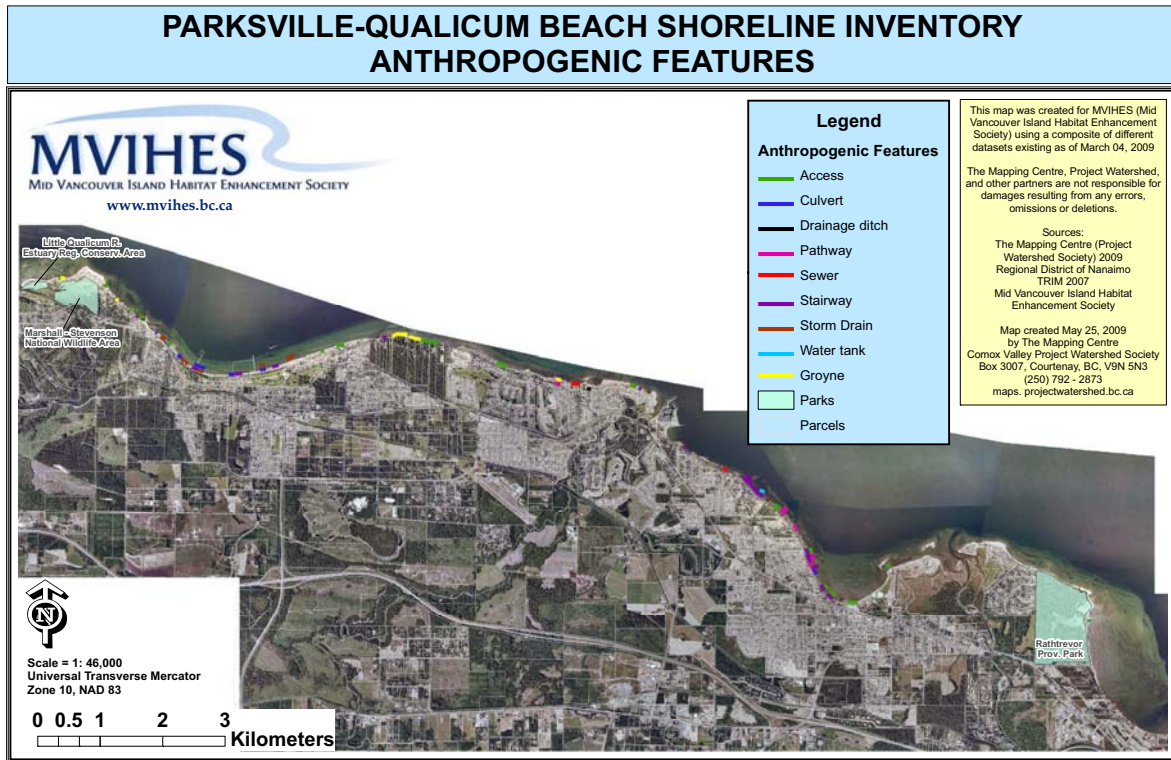 PARKSVILLE-QUALICUM BEACH SHORELINE INVENTORY
ANTHROPOGENIC FEATURES
MVIHES
MID VANCOUVER ISLAND HABITAT ENHANCEMENT SOCIETY
www.mvihes.bc.ca
Legend
Anthropogenic Features
Access
Culvert
Drainage ditch
Pathway
Sewer
Stairway
Storm Drain
Water tank
Groyne
Parks
Parcels
This map was created for MVIHES (Mid
Vancouver Island Habitat Enhancement
Society) using a composite of different
datasets existing as of March 04, 2009
The Mapping Centre, Project Watershed,
and other partners are not responsible for
damages resulting from any errors,
omissions or deletions.
Sources:
The Mapping Centre (Project
Watershed Society) 2009
Regional District of Nanaimo
TRIM 2007
Mid Vancouver Island Habitat
Enhancement Society
Map created May 25, 2009
by The Mapping Centre
Comox Valley Project Watershed Society
Box 3007, Courtenay, BC, V9N 5N3
(250) 792 - 2873
maps. projectwatershed.bc.ca
Little Qualicum R.
Estuary Reg. Conserv. Area
Marshall - Stevenson
National Wildlife Area
Rathtrevor
Prov. Park
N
Scale = 1: 46,000
Universal Transverse Mercator
Zone 10, NAD 83
0 0.5 1 2 3
Kilometers